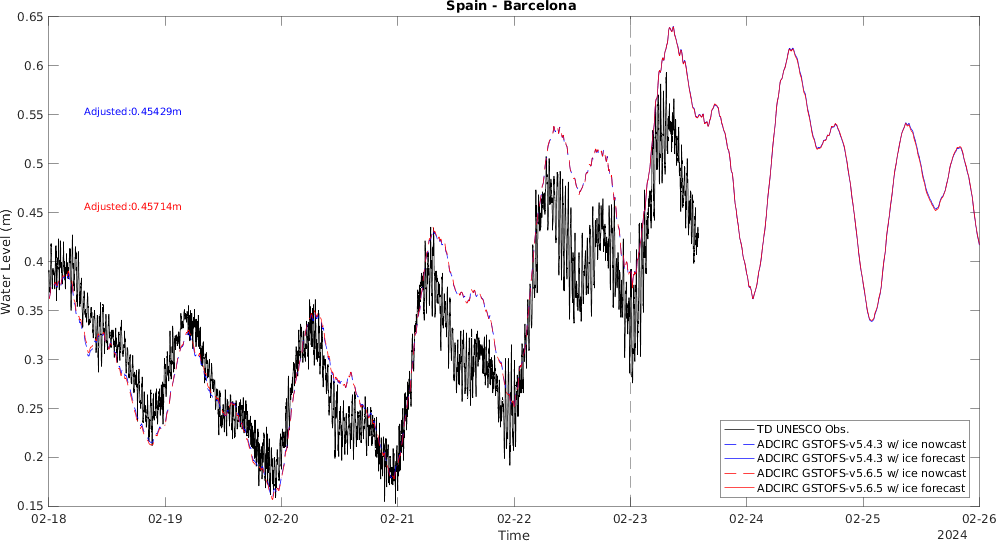 Spain - Barcelona
0.65
0.6
0.55
0.5
0.45
0.4
0.35
0.3
0.25
0.2
0.15
Water Level (m)
Adjusted:0.45429m
Adjusted:0.45714m
TD UNESCO Obs.
ADCIRC GSTOFS-v5.4.3 w/ ice nowcast
ADCIRC GSTOFS-v5.4.3 w/ ice forecast
ADCIRC GSTOFS-v5.6.5 w/ ice nowcast
ADCIRC GSTOFS-v5.6.5 w/ ice forecast
02-18 02-19 02-20 02-21 02-22 02-23 02-24 02-25 02-26
Time
2024